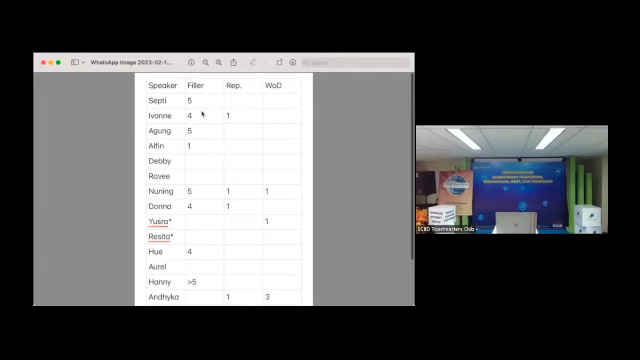 WhatsApp Image 2023-02-1...
Search
Speaker Filler Rep. WoD
Septi 5
Ivonne 4 1
Agung 5
Alfin 1
Debby
Ravee
Nuning 5 1 1
Donna 4 1
Yusra* 1
Resita* 
Hue 4
Aurel
Hanny >5
Andhyka 1 3
SCBD Toastmasters Club